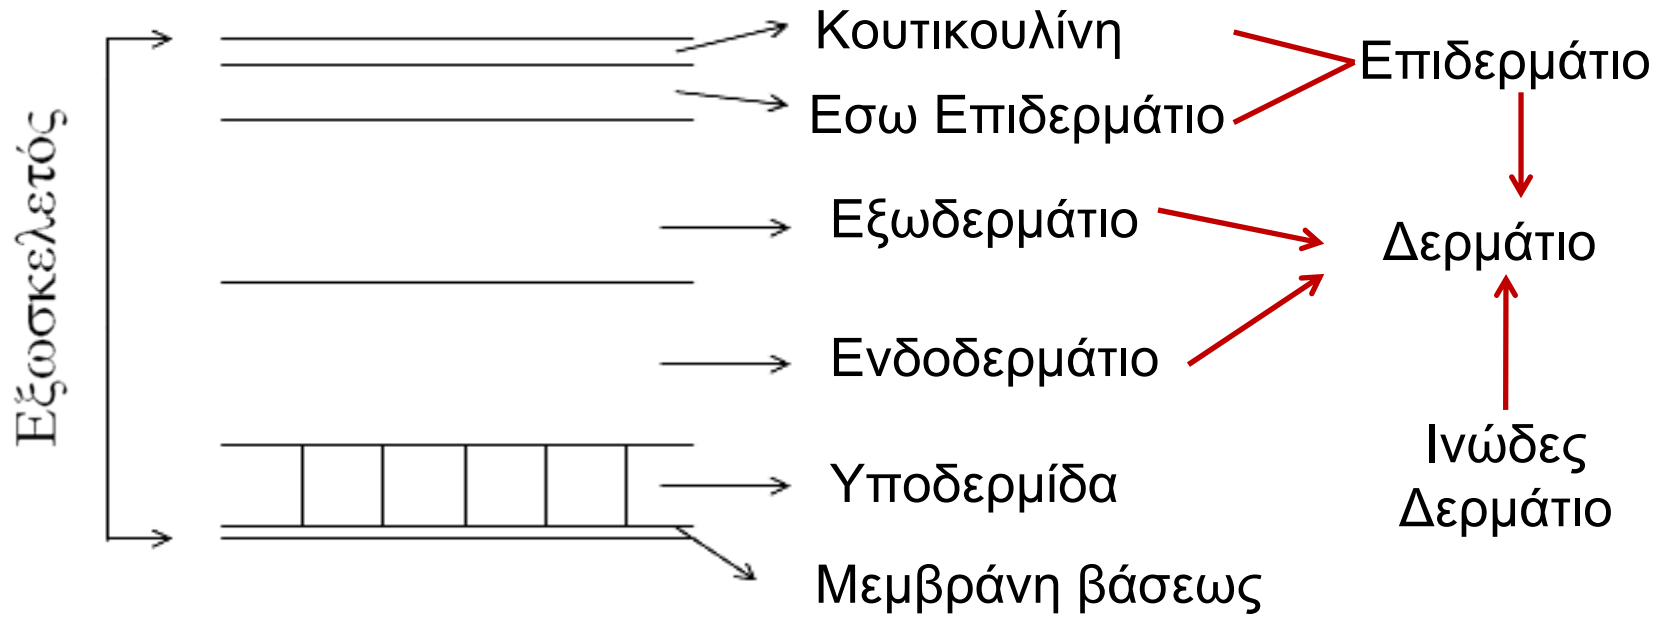 Εξωσκελετός
Κουτικουλίνη
Εσω Επιδερμάτιο
Εξωδερμάτιο
Ενδοδερμάτιο
Υποδερμίδα
Μεμβράνη βάσεως
Επιδερμάτιο
Δερμάτιο
Ινώδες
Δερμάτιο